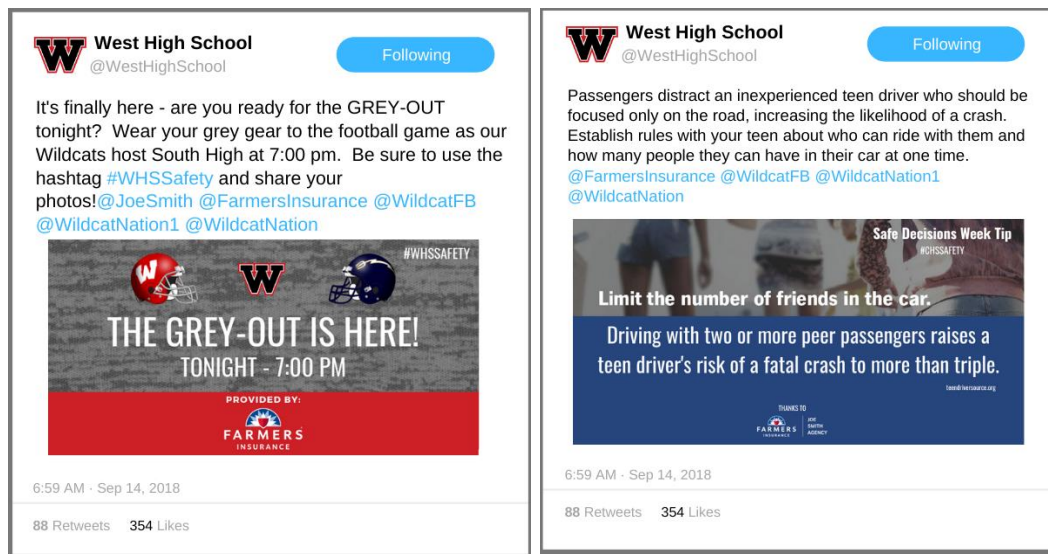 West High School
@WestHighSchool
Following
It's finally here - are you ready for the GREY-OUT
tonight?  Wear your grey gear to the football game as our
Wildcats host South High at 7:00 pm.  Be sure to use the
hashtag #WHSSafety and share your
photos!@JoeSmith @FarmersInsurance @WildcatFB
@WildcatNation1 @WildcatNation
#WHSSAFETY
W
W
THE GREY-OUT IS HERE!
TONIGHT - 7:00 PM
PROVIDED BY:
FARMERS
INSURANCE
6:59 AM · Sep 14, 2018
88 Retweets 354 Likes
W
West High School
@WestHighSchool
Following
Passengers distract an inexperienced teen driver who should be
focused only on the road, increasing the likelihood of a crash.
Establish rules with your teen about who can ride with them and
how many people they can have in their car at one time.
@FarmersInsurance @WildcatFB @WildcatNation1
@WildcatNation
Safe Decisions Week Tip
#CHSSAFETY
Limit the number of friends in the car.
Driving with two or more peer passengers raises a
teen driver's risk of a fatal crash to more than triple.
teendriversource.org
THANKS TO
FARMERS
INSURANCE
JOE
SMITH
AGENCY
6:59 AM · Sep 14, 2018
88 Retweets 354 Likes
W